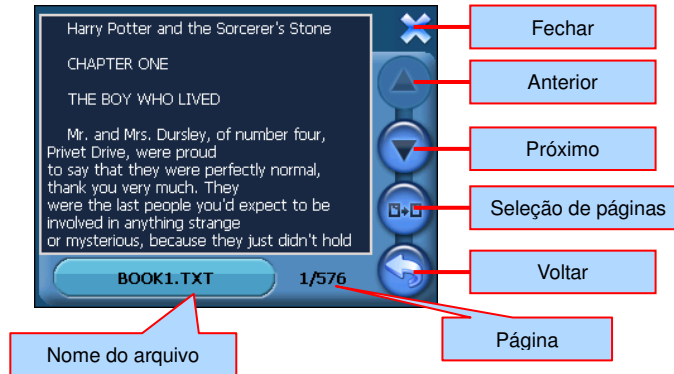 Harry Potter and the Sorcerer's Stone
CHAPTER ONE
THE BOY WHO LIVED
Mr. and Mrs. Dursley, of number four,
Privet Drive, were proud
to say that they were perfectly normal,
thank you very much. They
were the last people you'd expect to be
involved in anything strange
or mysterious, because they just didn't hold
BOOK1.TXT
1/576
Fechar
Anterior
Próximo
Seleção de páginas
Voltar
Página
Nome do arquivo